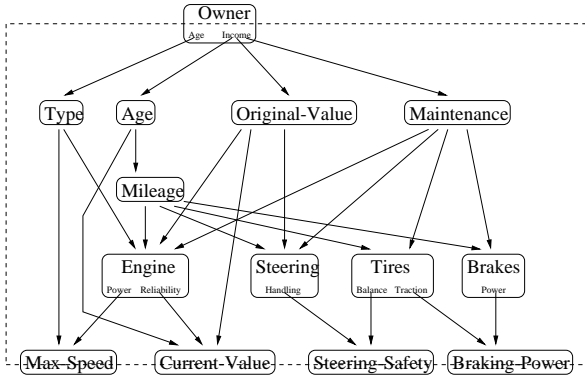 Owner
Age Income
Type Age Original-Value Maintenance
Mileage
Engine Steering Tires Brakes
Power Reliability Handling Balance Traction Power
Max-Speed Current-Value Steering-Safety Braking-Power